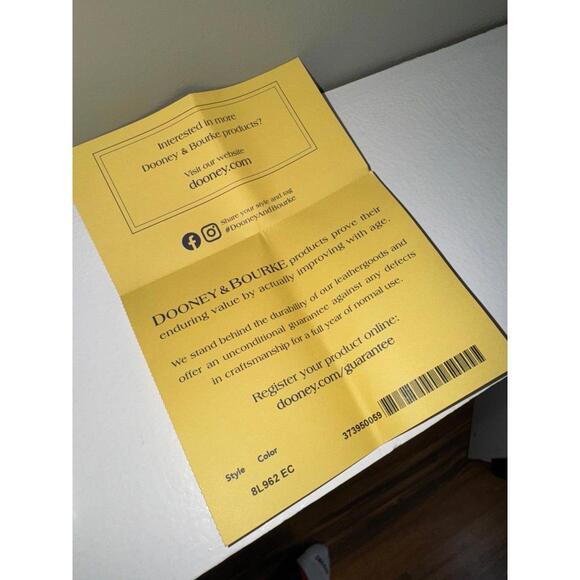 Interested in more
Dooney & Bourke products?
Visit our website
dooney.com
Share your style and tag
#DooneyAndBourke
DOONEY & BOURKE products prove their
enduring value by actually improving with age.
We stand behind the durability of our leathergoods and
offer an unconditional guarantee against any defects
in craftsmanship for a full year of normal use.
Register your product online:
dooney.com/guarantee
373950059
Style Color
8L962 EC